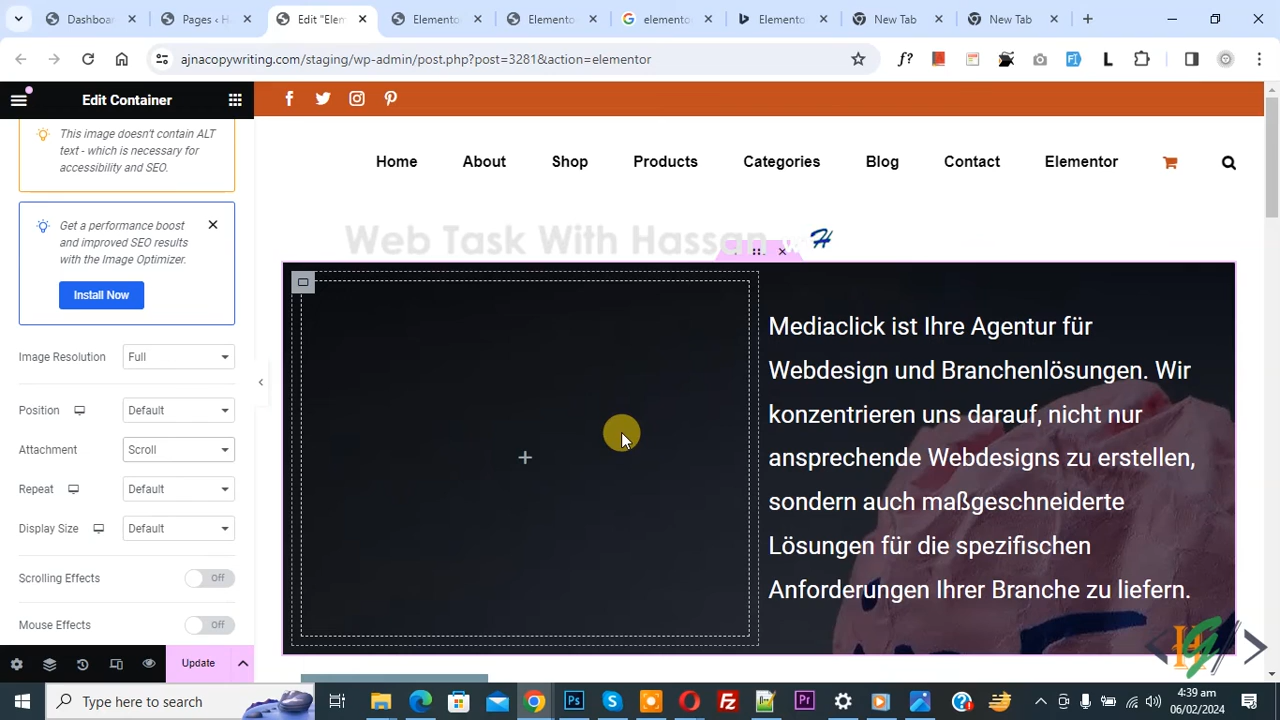 Dashboar
Pages ‹ H
Edit "Elem
Elemento
Elemento
elemento
Elemento
New Tab
New Tab
ajnacopywriting.com/staging/wp-admin/post.php?post=3281&action=elementor
Edit Container
This image doesn't contain ALT
text - which is necessary for
accessibility and SEO.
Get a performance boost
and improved SEO results
with the Image Optimizer.
Install Now
Image Resolution Full
Position Default
Attachment Scroll
Repeat Default
Display Size Default
Scrolling Effects Off
Mouse Effects Off
Update
Home About Shop Products Categories Blog Contact Elementor
Web Task With Hassan
Mediaclick ist Ihre Agentur für
Webdesign und Branchenlösungen. Wir
konzentrieren uns darauf, nicht nur
ansprechende Webdesigns zu erstellen,
sondern auch maßgeschneiderte
Lösungen für die spezifischen
Anforderungen Ihrer Branche zu liefern.
Type here to search
4:39 am
06/02/2024